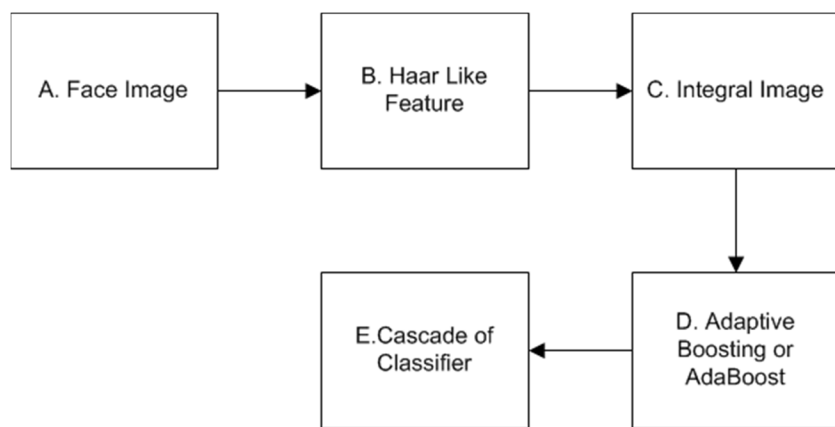 A. Face Image
B. Haar Like
Feature
C. Integral Image
D. Adaptive
Boosting or
AdaBoost
E.Cascade of
Classifier